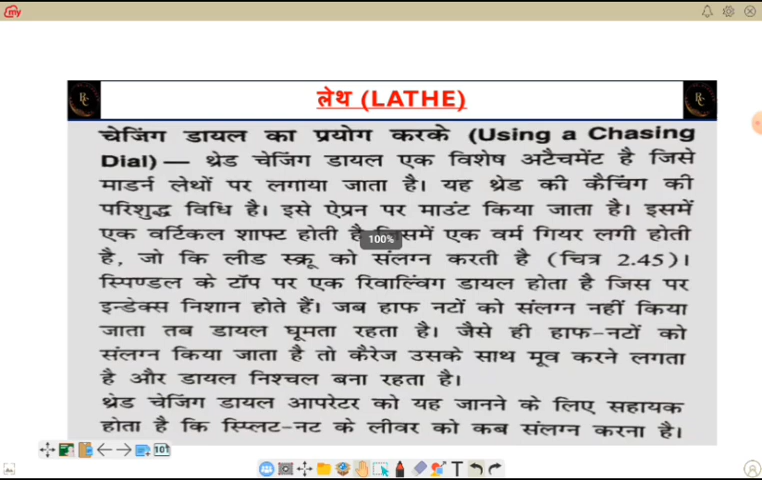 my
लेथ (LATHE)
चेजिंग डायल का प्रयोग करके (Using a Chasing
Dial) — थ्रेड चेजिंग डायल एक विशेष अटैचमेंट है जिसे
माडर्न लेथों पर लगाया जाता है। यह थ्रेड की कैचिंग की
परिशुद्ध विधि है। इसे ऐप्रन पर माउंट किया जाता है। इसमें
एक वर्टिकल शाफ्ट होती है जिसमें एक वर्म गियर लगी होती
100%
है, जो कि लीड स्क्रू को संलग्न करती है (चित्र 2.45)।
स्पिण्डल के टॉप पर एक रिवाल्विंग डायल होता है जिस पर
इन्डेक्स निशान होते हैं। जब हाफ नटों को संलग्न नहीं किया
जाता तब डायल घूमता रहता है। जैसे ही हाफ-नटों को
संलग्न किया जाता है तो कैरेज उसके साथ मूव करने लगता
है और डायल निश्चल बना रहता है।
थ्रेड चेजिंग डायल आपरेटर को यह जानने के लिए सहायक
होता है कि स्प्लिट-नट के लीवर को कब संलग्न करना है।
101
T